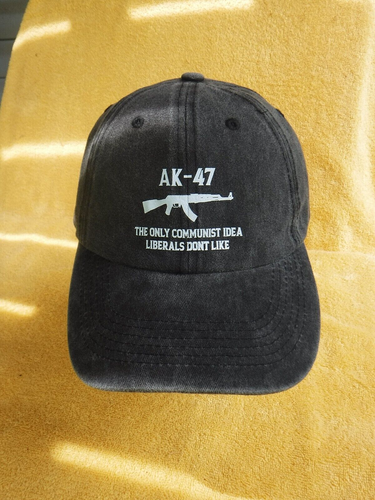 AK-47
THE ONLY COMMUNIST IDEA
LIBERALS DONT LIKE